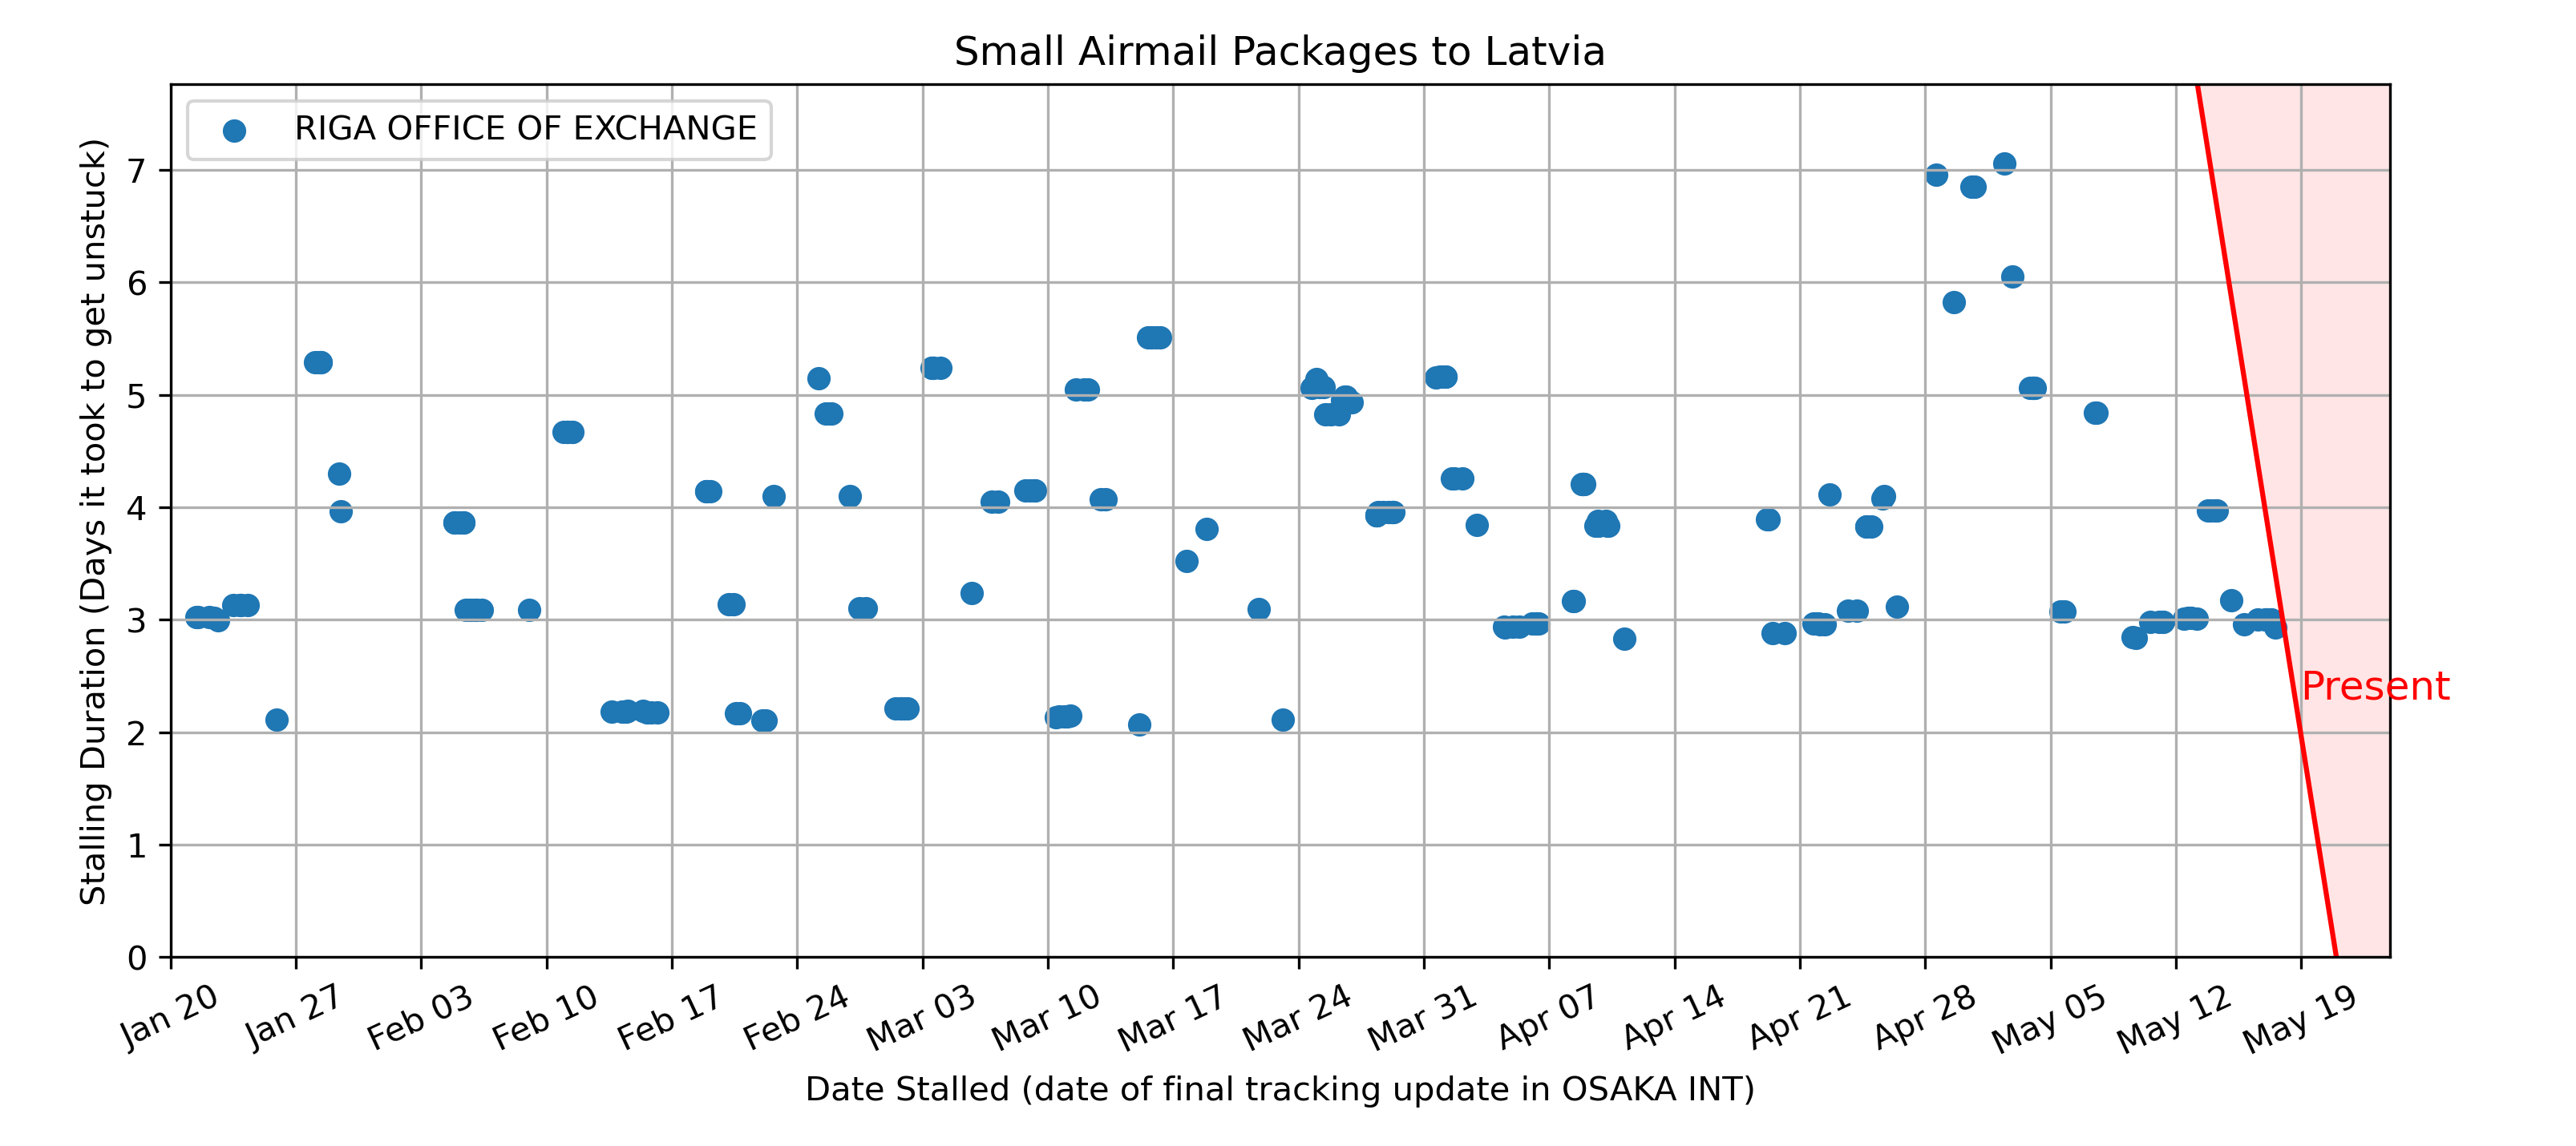 Small Airmail Packages to Latvia
RIGA OFFICE OF EXCHANGE
Stalling Duration (Days it took to get unstuck)
7
6
5
4
3
2
1
0
Present
Jan 20
Jan 27
Feb 03
Feb 10
Feb 17
Feb 24
Mar 03
Mar 10
Mar 17
Mar 24
Mar 31
Apr 07
Apr 14
Apr 21
Apr 28
May 05
May 12
May 19
Date Stalled (date of final tracking update in OSAKA INT)